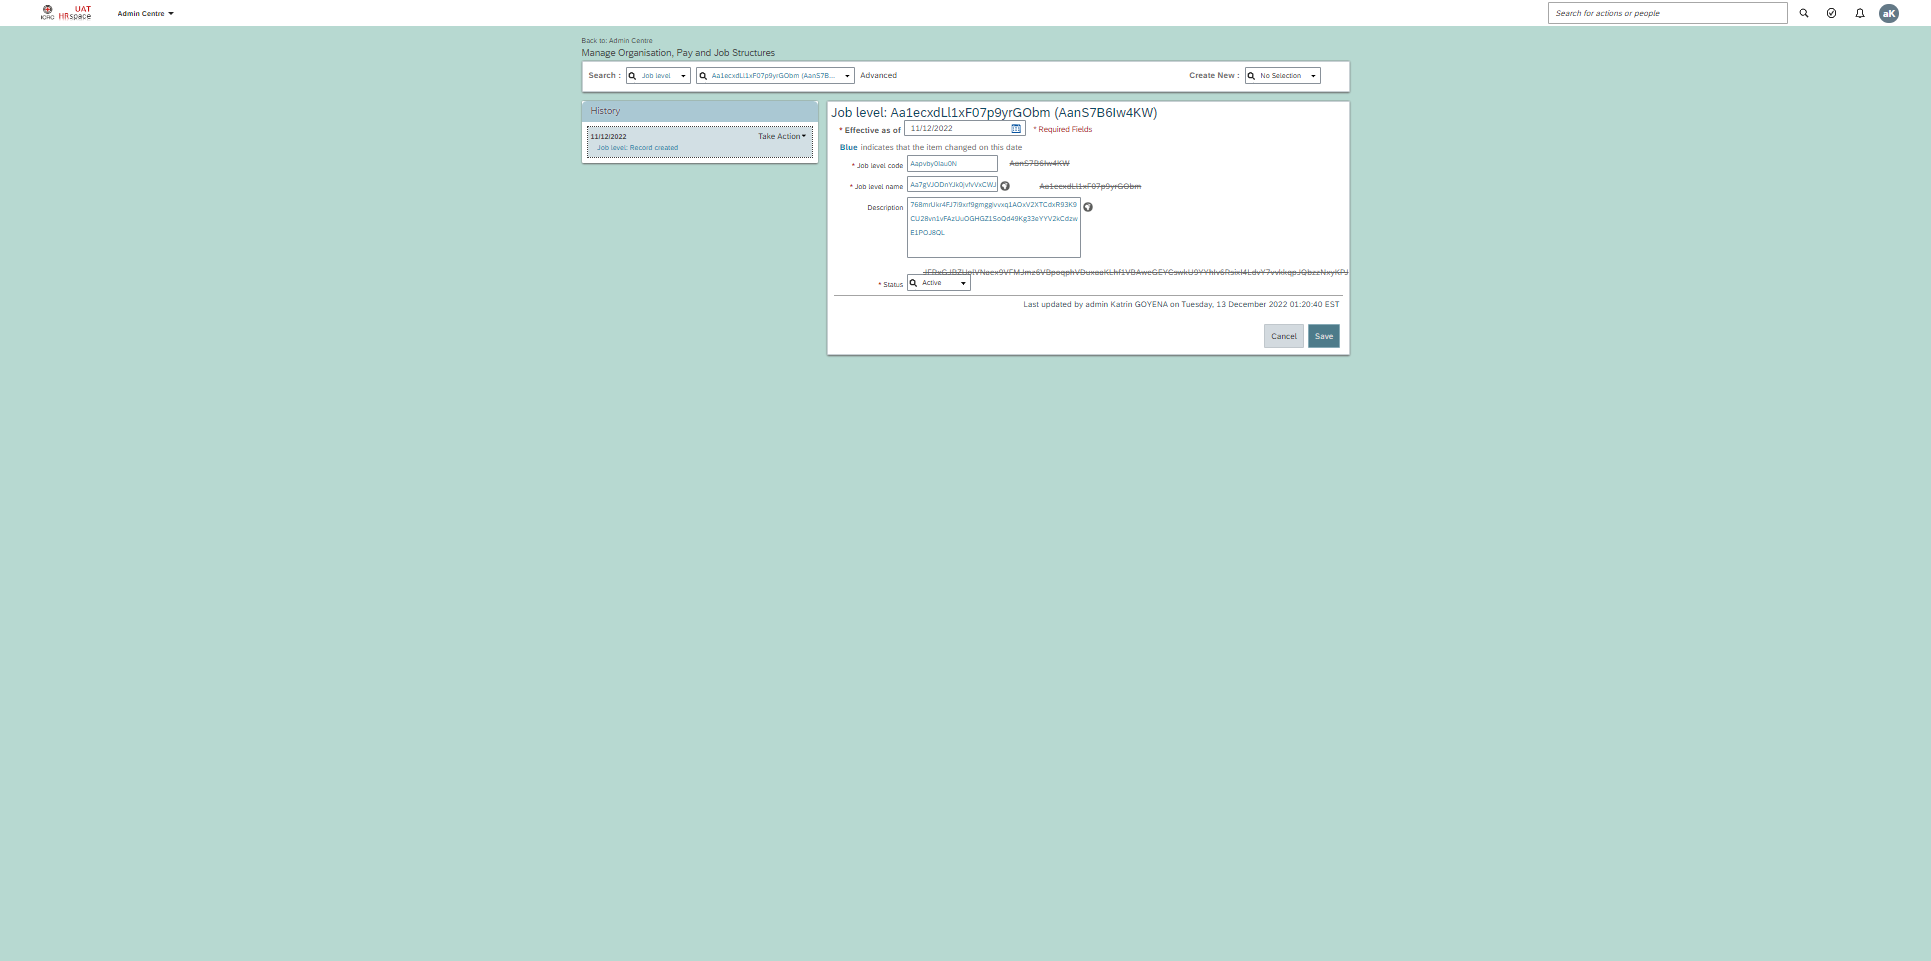 ICRC
UAT
HRspace
Admin Centre
Search for actions or people
aK
Back to: Admin Centre
Manage Organisation, Pay and Job Structures
Search :
Job level
Aa1ecxdLl1xF07p9yrGObm (AanS7B...
Advanced
Create New :
No Selection
History
11/12/2022
Take Action
Job level: Record created
Job level: Aa1ecxdLl1xF07p9yrGObm (AanS7B6Iw4KW)
* Effective as of
11/12/2022
* Required Fields
Blue indicates that the item changed on this date
* Job level code
AanS7B6Iw4KW
* Job level name
Aa1ecxdLl1xF07p9yrGObm
Description
E1POJ8QL
* Status
Active
Last updated by admin Katrin GOYENA on Tuesday, 13 December 2022 01:20:40 EST
Cancel
Save